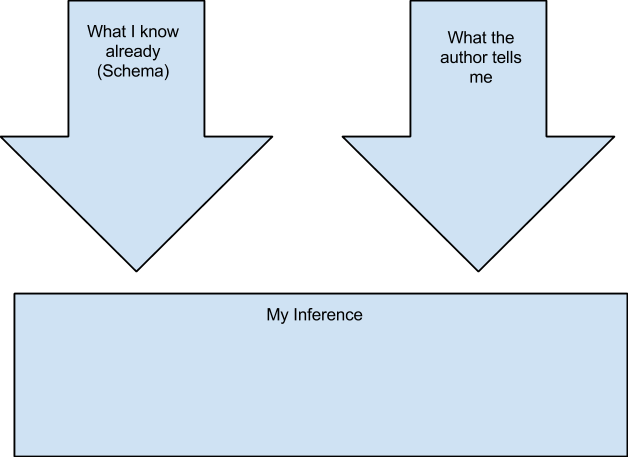 What I know
already
(Schema)
What the
author tells
me
My Inference